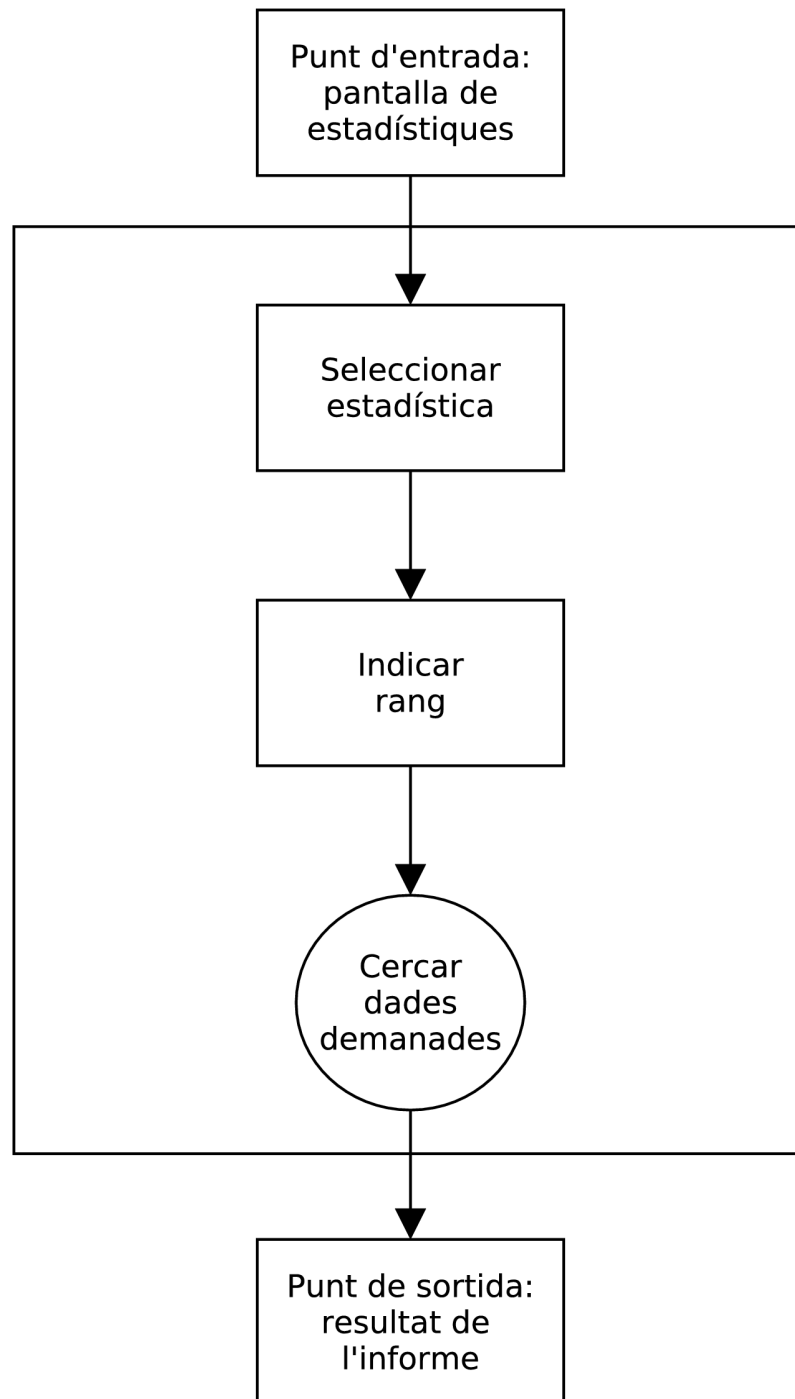 Punt d'entrada:
pantalla de
estadístiques
Seleccionar
estadística
Indicar
rang
Cercar
dades
demanades
Punt de sortida:
resultat de
l'informe